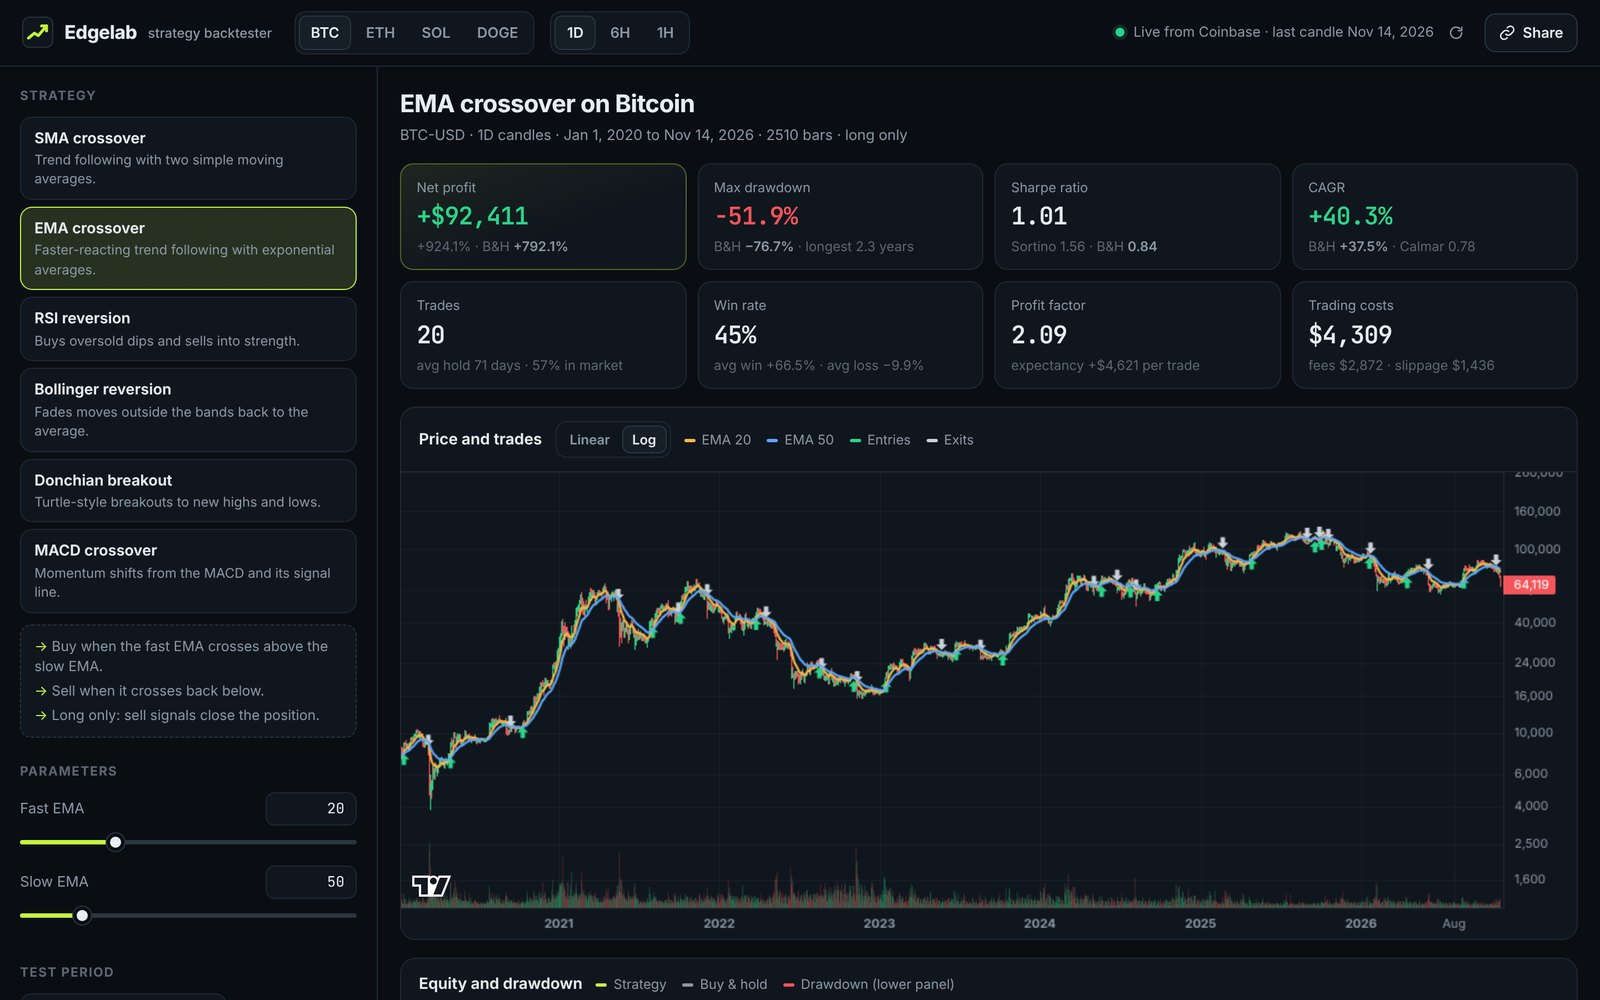 Edgelab strategy backtester
BTC ETH SOL DOGE
1D 6H 1H
Live from Coinbase · last candle Nov 14, 2026
Share
STRATEGY
SMA crossover
Trend following with two simple moving
averages.
EMA crossover
Faster-reacting trend following with exponential
averages.
RSI reversion
Buys oversold dips and sells into strength.
Bollinger reversion
Fades moves outside the bands back to the
average.
Donchian breakout
Turtle-style breakouts to new highs and lows.
MACD crossover
Momentum shifts from the MACD and its signal
line.
→ Buy when the fast EMA crosses above the
slow EMA.
→ Sell when it crosses back below.
→ Long only: sell signals close the position.
PARAMETERS
Fast EMA 20
Slow EMA 50
TEST PERIOD
EMA crossover on Bitcoin
BTC-USD · 1D candles · Jan 1, 2020 to Nov 14, 2026 · 2510 bars · long only
Net profit
+$92,411
+924.1% · B&H +792.1%
Max drawdown
-51.9%
B&H −76.7% · longest 2.3 years
Sharpe ratio
1.01
Sortino 1.56 · B&H 0.84
CAGR
+40.3%
B&H +37.5% · Calmar 0.78
Trades
20
avg hold 71 days · 57% in market
Win rate
45%
avg win +66.5% · avg loss −9.9%
Profit factor
2.09
expectancy +$4,621 per trade
Trading costs
$4,309
fees $2,872 · slippage $1,436
Price and trades Linear Log EMA 20 EMA 50 Entries Exits
260,000
160,000
100,000
64,119
40,000
24,000
16,000
10,000
6,000
4,000
2,500
1,600
2021 2022 2023 2024 2025 2026 Aug
Equity and drawdown Strategy Buy & hold Drawdown (lower panel)